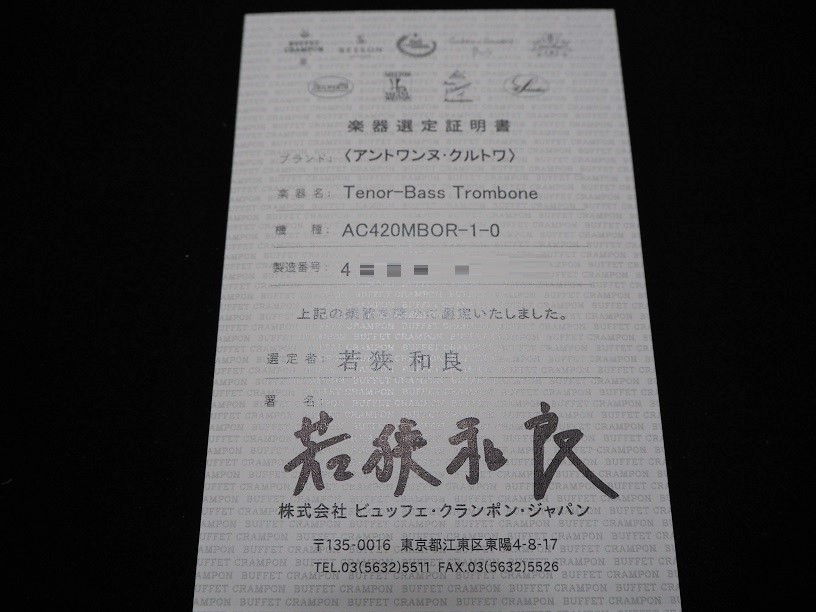 BUFFET CRAMPON
BESSON
楽器選定証明書
ブランド: 〈アントワンヌ・クルトワ〉
楽器名: Tenor-Bass Trombone
機種: AC420MBOR-1-0
製造番号: 4
上記の楽器を 選定いたしました。
選定者: 若狭 和良
署名: 若狭和良
株式会社 ビュッフェ・クランポン・ジャパン
〒135-0016 東京都江東区東陽4-8-17
TEL.03(5632)5511 FAX.03(5632)5526